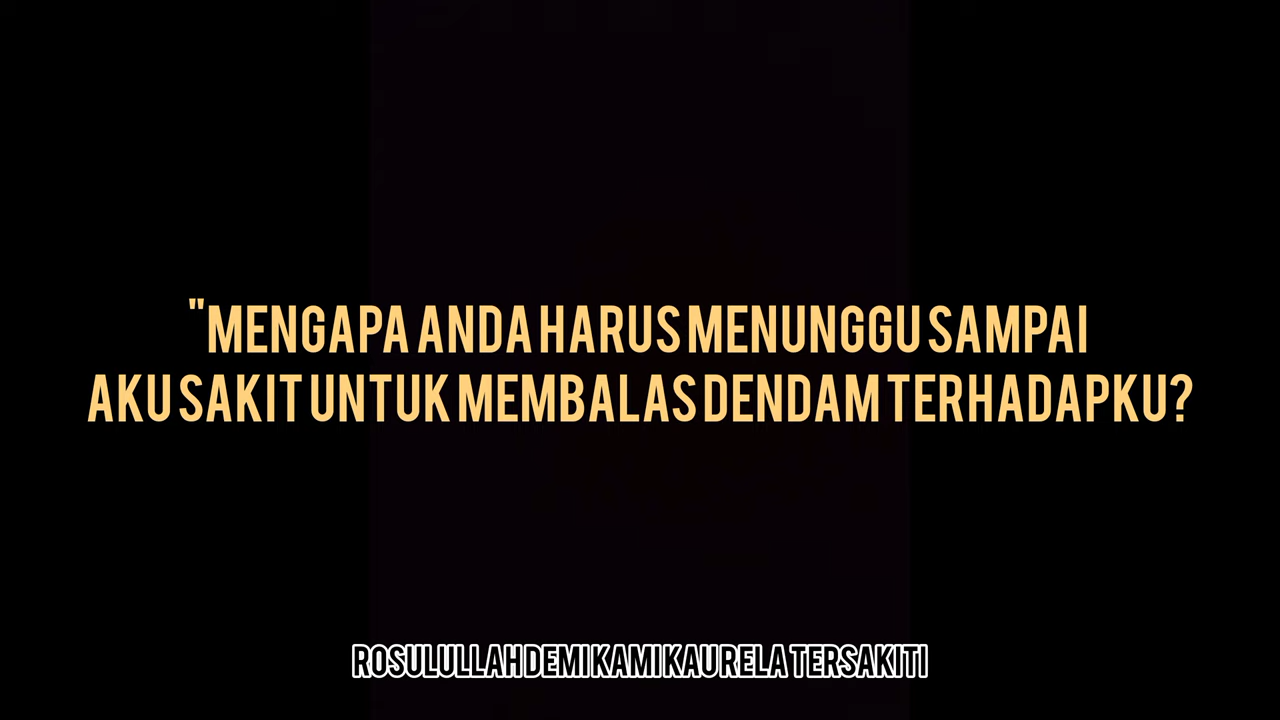 "MENGAPA ANDA HARUS MENUNGGU SAMPAI
AKU SAKIT UNTUK MEMBALAS DENDAM TERHADAPKU?
ROSULULLAH DEMI KAMI KAU RELA TERSAKITI